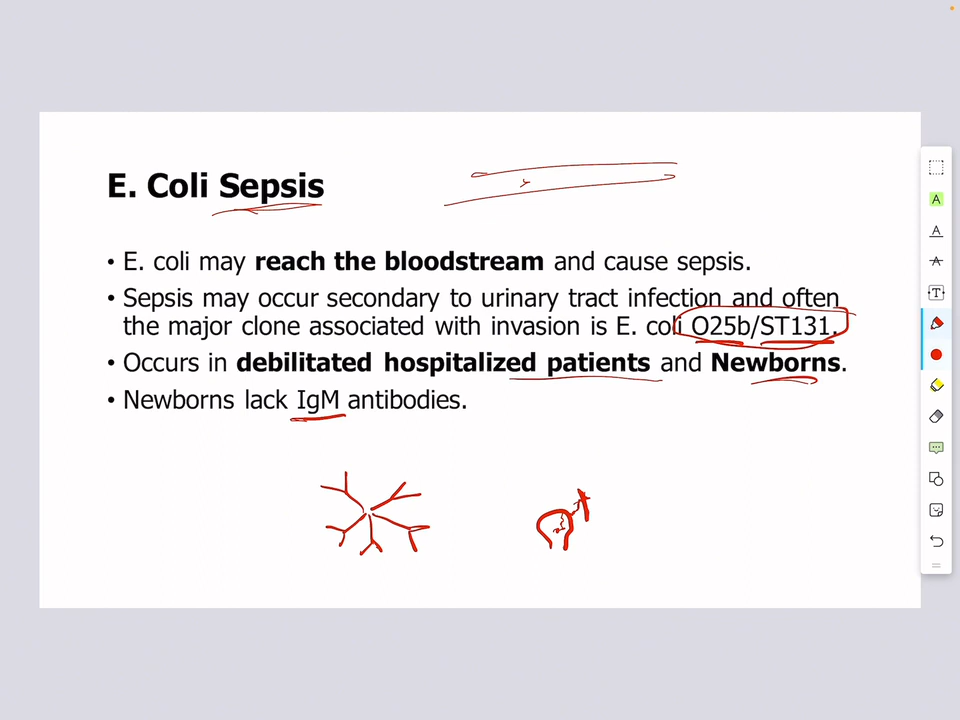 E. Coli Sepsis
• E. coli may reach the bloodstream and cause sepsis.
• Sepsis may occur secondary to urinary tract infection and often
the major clone associated with invasion is E. coli O25b/ST131.
• Occurs in debilitated hospitalized patients and Newborns.
• Newborns lack IgM antibodies.
A
A
A
T